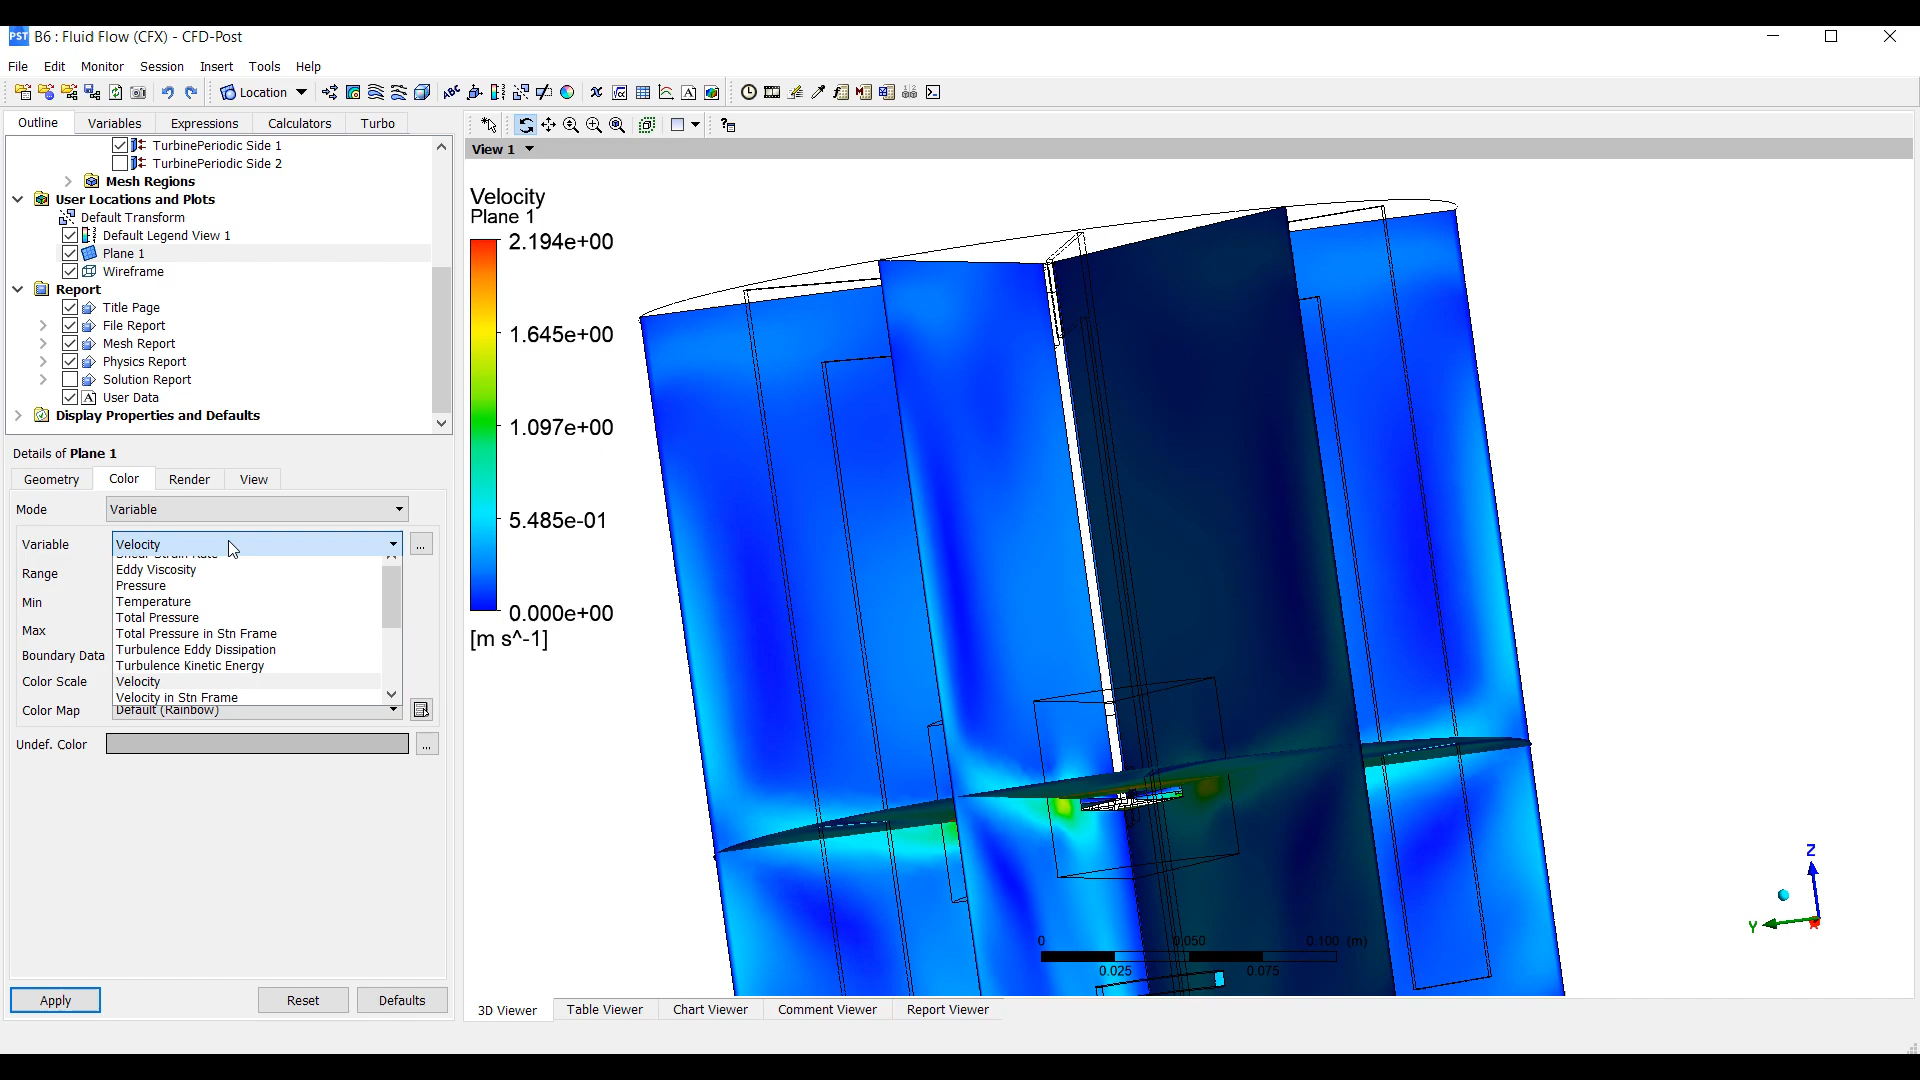 PST B6 : Fluid Flow (CFX) - CFD-Post
File Edit Monitor Session Insert Tools Help
Location
Outline Variables Expressions Calculators Turbo
TurbinePeriodic Side 1
TurbinePeriodic Side 2
Mesh Regions
User Locations and Plots
Default Transform
Default Legend View 1
Plane 1
Wireframe
Report
Title Page
File Report
Mesh Report
Physics Report
Solution Report
User Data
Display Properties and Defaults
Details of Plane 1
Geometry Color Render View
Mode Variable
Variable Velocity ...
Shear Strain Rate
Range Eddy Viscosity
Pressure
Min Temperature
Total Pressure
Max Total Pressure in Stn Frame
Boundary Data Turbulence Eddy Dissipation
Turbulence Kinetic Energy
Color Scale Velocity
Velocity in Stn Frame
Color Map Default (Rainbow)
Undef. Color ...
Apply Reset Defaults
View 1
Velocity
Plane 1
2.194e+00
1.645e+00
1.097e+00
5.485e-01
0.000e+00
[m s^-1]
0 0.050 0.100 (m)
0.025 0.075
Z
Y
3D Viewer Table Viewer Chart Viewer Comment Viewer Report Viewer